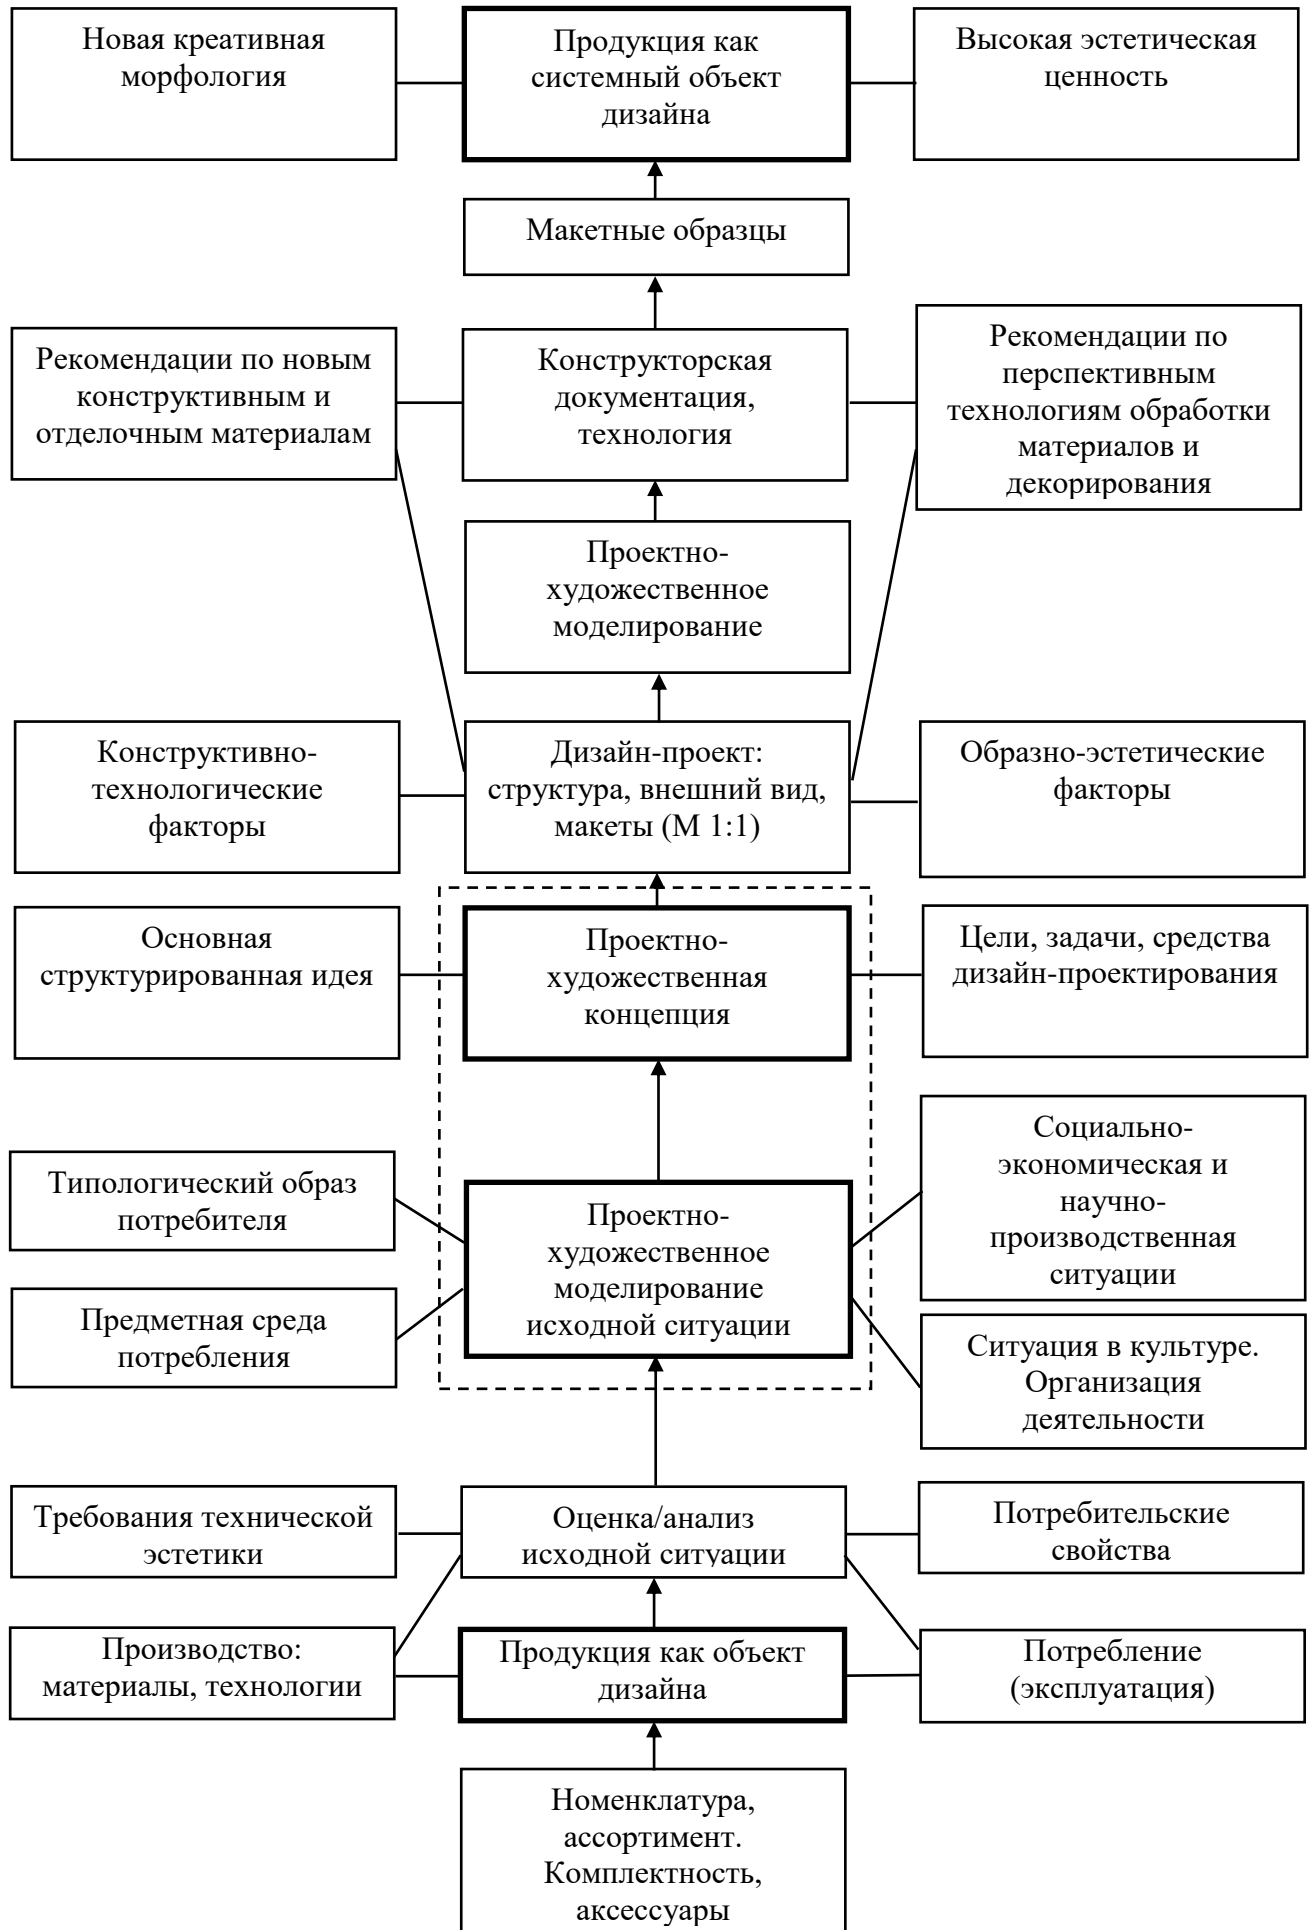 Новая креативная
морфология
Продукция как
системный объект
дизайна
Высокая эстетическая
ценность
Макетные образцы
Рекомендации по новым
конструктивным и
отделочным материалам
Конструкторская
документация,
технология
Рекомендации по
перспективным
технологиям обработки
материалов и
декорирования
Проектно-
художественное
моделирование
Конструктивно-
технологические
факторы
Дизайн-проект:
структура, внешний вид,
макеты (М 1:1)
Образно-эстетические
факторы
Основная
структурированная идея
Проектно-
художественная
концепция
Цели, задачи, средства
дизайн-проектирования
Типологический образ
потребителя
Предметная среда
потребления
Проектно-
художественное
моделирование
исходной ситуации
Социально-
экономическая и
научно-
производственная
ситуации
Ситуация в культуре.
Организация
деятельности
Требования технической
эстетики
Оценка/анализ
исходной ситуации
Потребительские
свойства
Производство:
материалы, технологии
Продукция как объект
дизайна
Потребление
(эксплуатация)
Номенклатура,
ассортимент.
Комплектность,
аксессуары